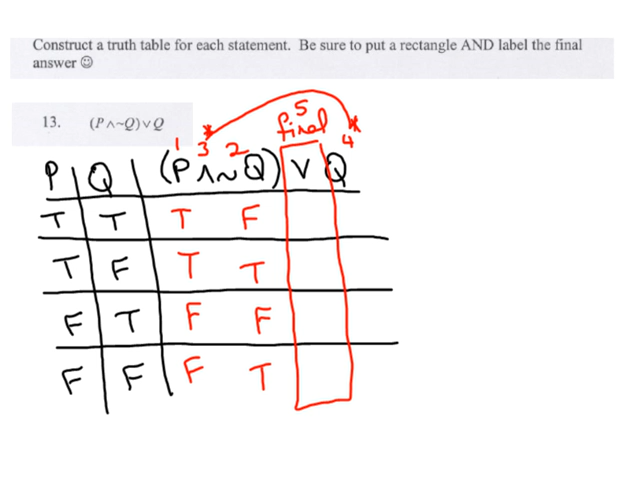 Construct a truth table for each statement. Be sure to put a rectangle AND label the final
answer ☺
13. (P∧~Q)∨Q
5
final
* *
1 3 2 4
P Q (P∧~Q) ∨ Q
T T T F
T F T T
F T F F
F F F T